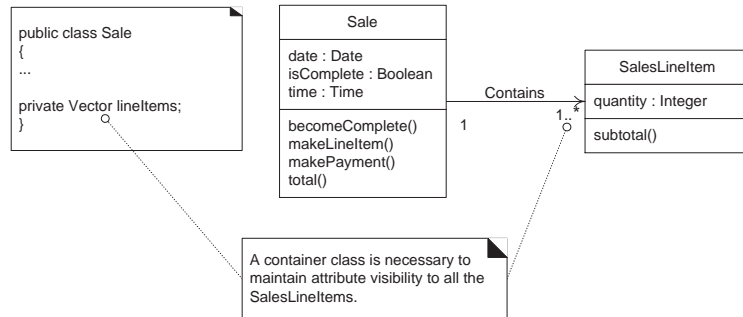 public class Sale
{
...
private Vector lineItems;
}
Sale
date : Date
isComplete : Boolean
time : Time
becomeComplete()
makeLineItem()
makePayment()
total()
Contains
1
1..*
SalesLineItem
quantity : Integer
subtotal()
A container class is necessary to
maintain attribute visibility to all the
SalesLineItems.